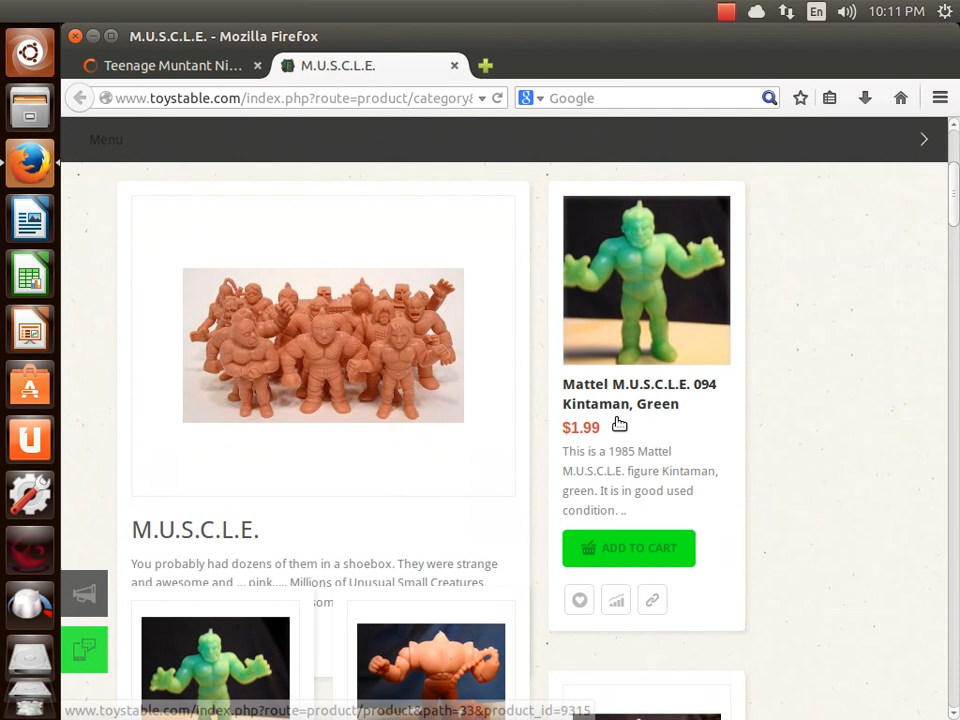 En
10:11 PM
M.U.S.C.L.E. - Mozilla Firefox
Teenage Muntant Ni...
M.U.S.C.L.E.
www.toystable.com/index.php?route=product/category&
Google
Menu
Mattel M.U.S.C.L.E. 094
Kintaman, Green
$1.99
This is a 1985 Mattel
M.U.S.C.L.E. figure Kintaman,
green. It is in good used
condition. ..
ADD TO CART
M.U.S.C.L.E.
You probably had dozens of them in a shoebox. They were strange
and awesome and ... pink.... Millions of Unusual Small Creatures
som
www.toystable.com/index.php?route=product/product&path=33&product_id=9315